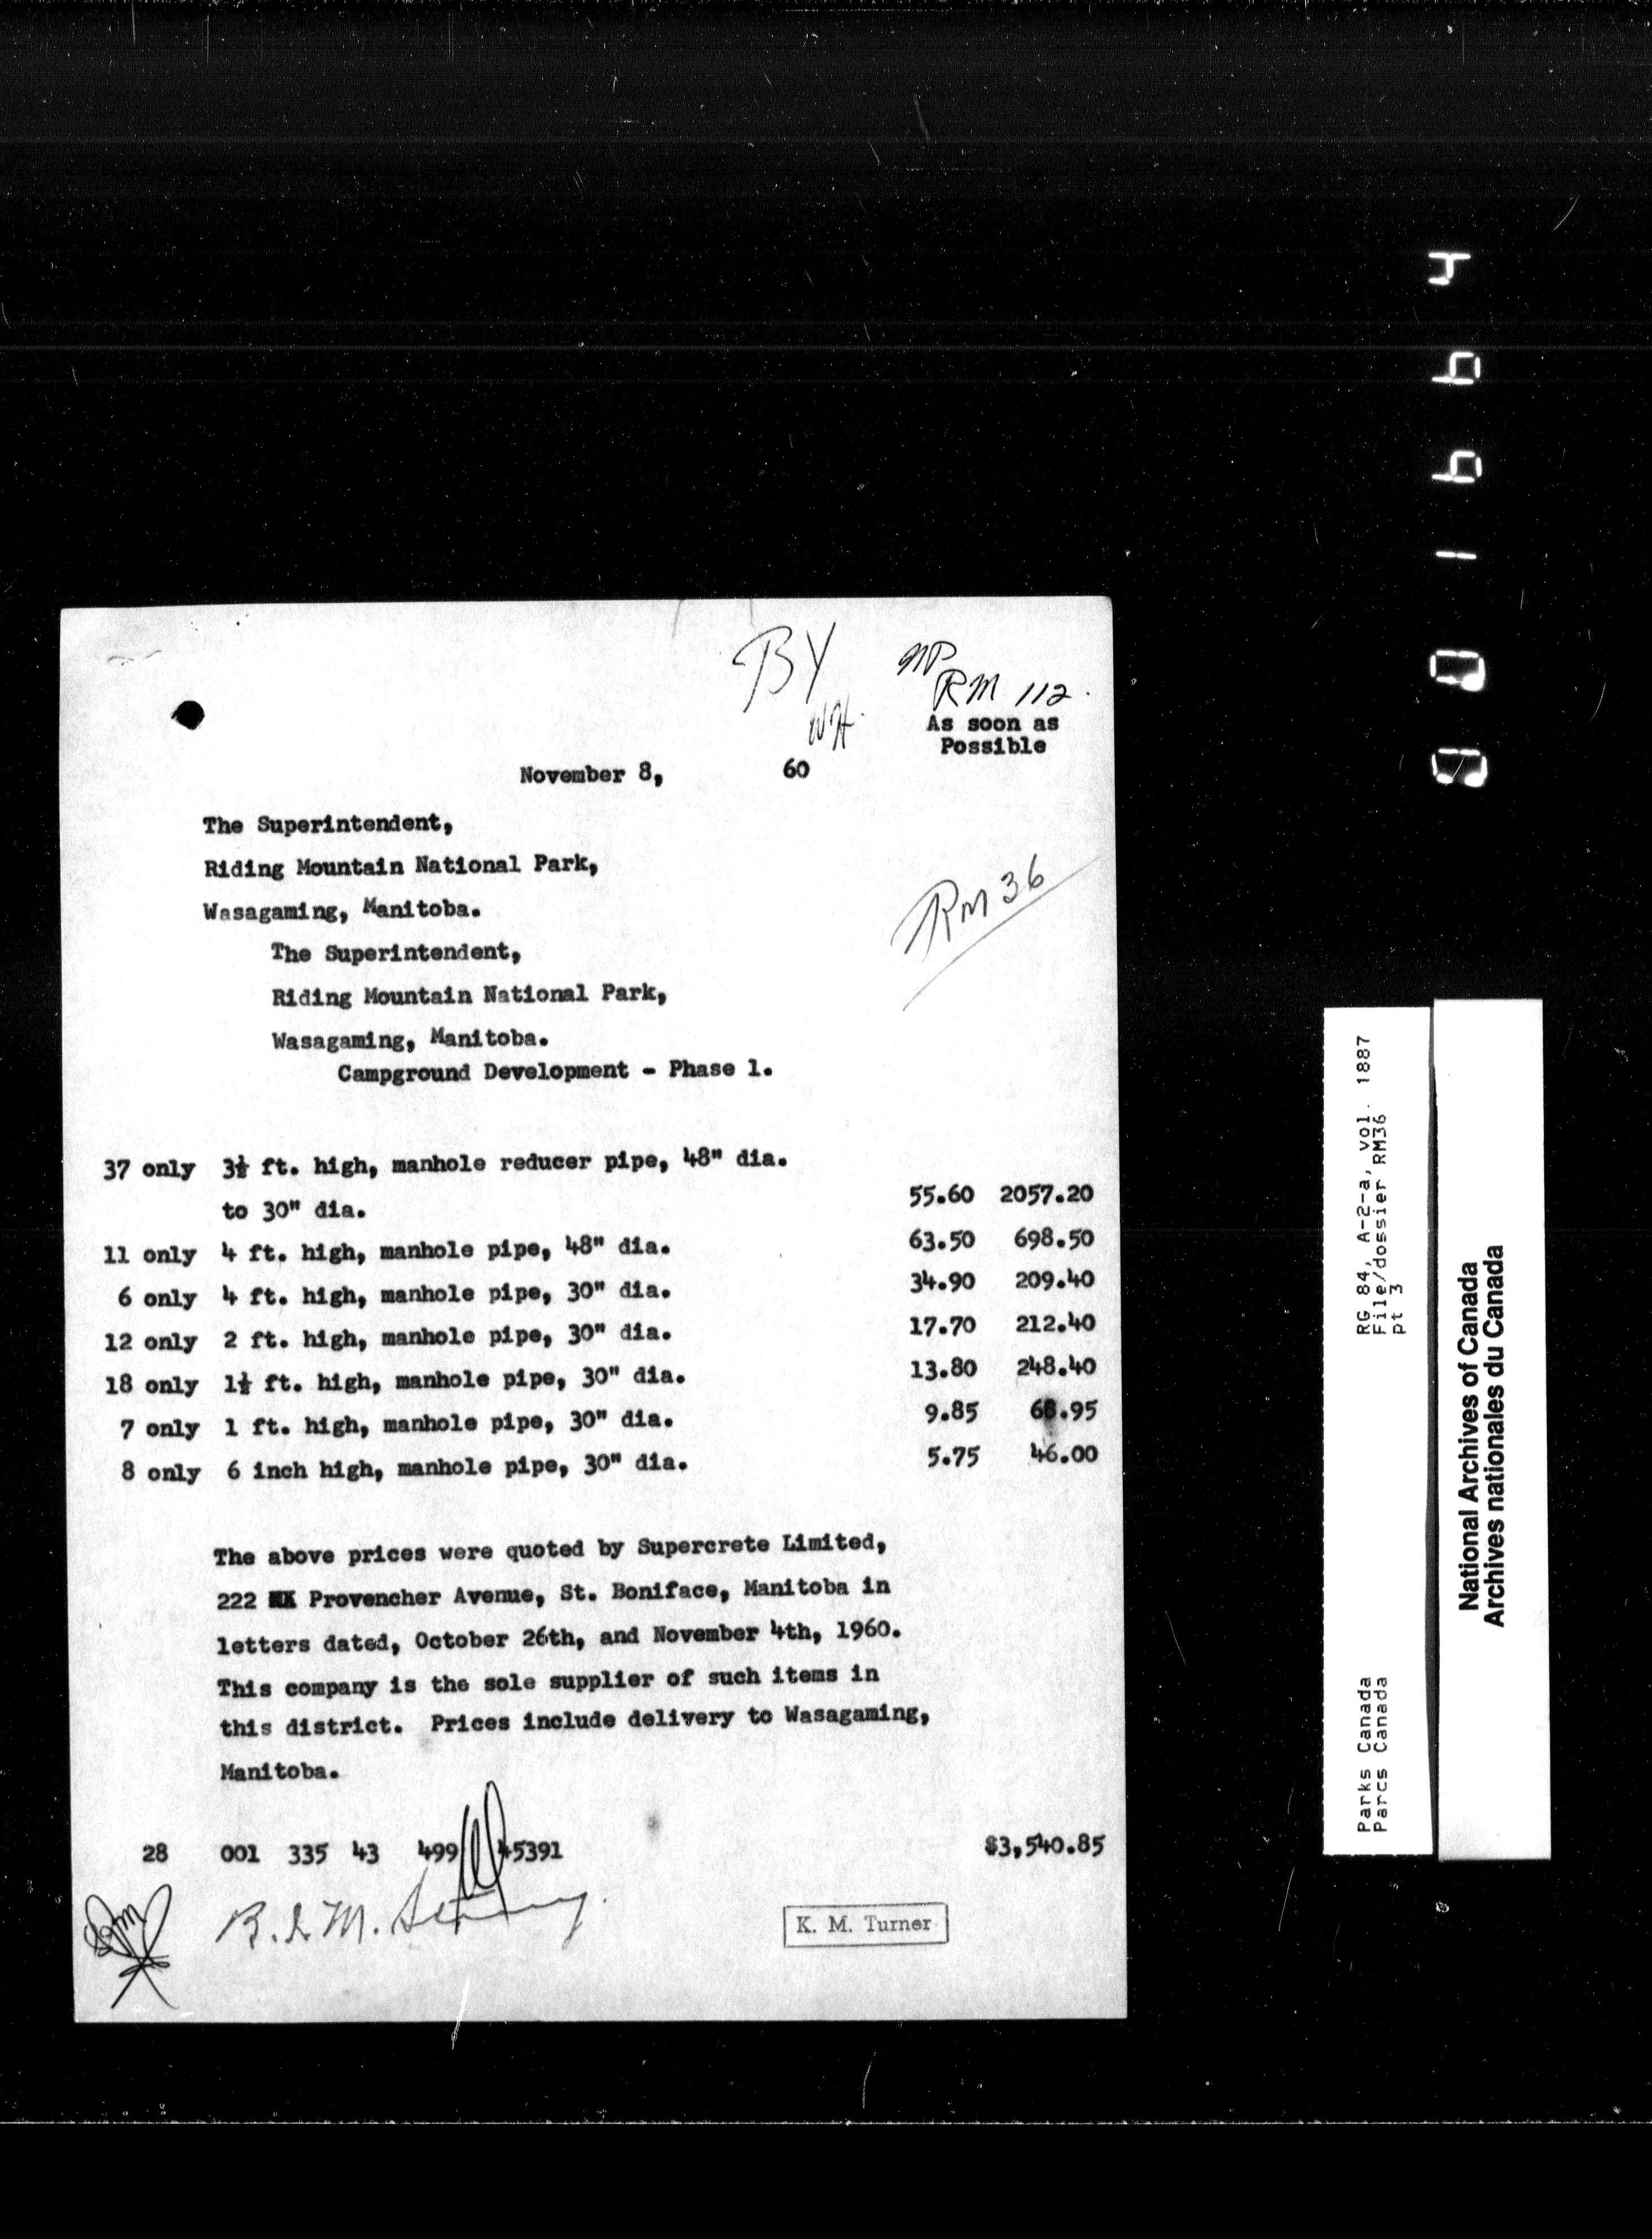 BY
NP
RM 112.
WH.
As soon as
Possible
November 8, 60
The Superintendent,
Riding Mountain National Park,
Wasagaming, Manitoba.
RM 36
The Superintendent,
Riding Mountain National Park,
Wasagaming, Manitoba.
Campground Development - Phase 1.
37 only 3½ ft. high, manhole reducer pipe, 48" dia.
to 30" dia. 55.60 2057.20
11 only 4 ft. high, manhole pipe, 48" dia. 63.50 698.50
6 only 4 ft. high, manhole pipe, 30" dia. 34.90 209.40
12 only 2 ft. high, manhole pipe, 30" dia. 17.70 212.40
18 only 1½ ft. high, manhole pipe, 30" dia. 13.80 248.40
7 only 1 ft. high, manhole pipe, 30" dia. 9.85 68.95
8 only 6 inch high, manhole pipe, 30" dia. 5.75 46.00
The above prices were quoted by Supercrete Limited,
222 Provencher Avenue, St. Boniface, Manitoba in
letters dated, October 26th, and November 4th, 1960.
This company is the sole supplier of such items in
this district. Prices include delivery to Wasagaming,
Manitoba.
28 001 335 43 499 45391 $3,540.85
K. M. Turner
Parks Canada
Parcs Canada
RG 84, A-2-a, vol. 1887
File/dossier RM36
pt 3
National Archives of Canada
Archives nationales du Canada